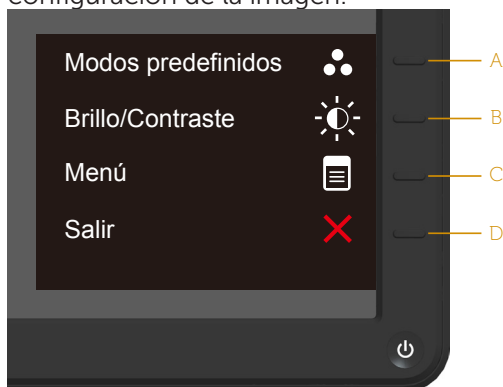 configuración de la imagen.
Modos predefinidos
A
Brillo/Contraste
B
Menú
C
Salir
D